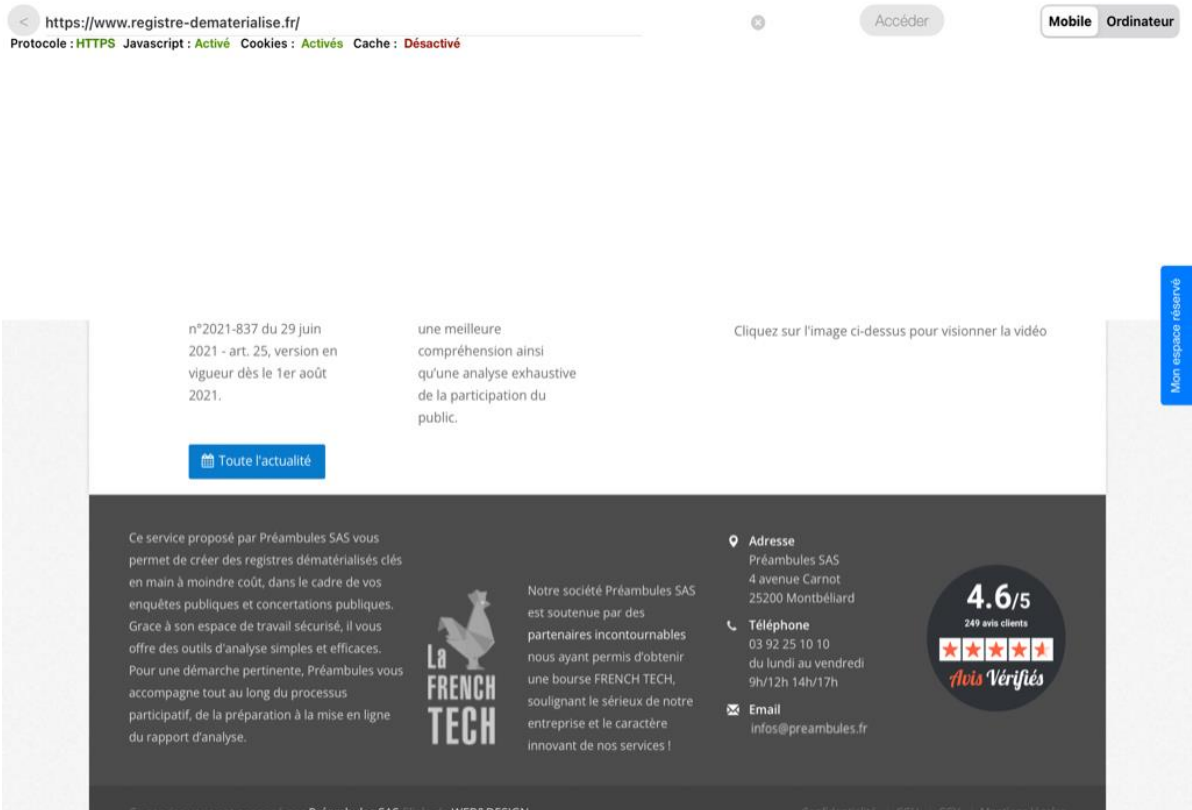 < https://www.registre-dematerialise.fr/ Accéder Mobile Ordinateur
Protocole : HTTPS Javascript : Activé Cookies : Activés Cache : Désactivé
Mon espace réservé
n°2021-837 du 29 juin
2021 - art. 25, version en
vigueur dès le 1er août
2021.
une meilleure
compréhension ainsi
qu'une analyse exhaustive
de la participation du
public.
Cliquez sur l'image ci-dessus pour visionner la vidéo
Toute l'actualité
Ce service proposé par Préambules SAS vous
permet de créer des registres dématérialisés clés
en main à moindre coût, dans le cadre de vos
enquêtes publiques et concertations publiques.
Grace à son espace de travail sécurisé, il vous
offre des outils d'analyse simples et efficaces.
Pour une démarche pertinente, Préambules vous
accompagne tout au long du processus
participatif, de la préparation à la mise en ligne
du rapport d'analyse.
La
FRENCH
TECH
Notre société Préambules SAS
est soutenue par des
partenaires incontournables
nous ayant permis d'obtenir
une bourse FRENCH TECH,
soulignant le sérieux de notre
entreprise et le caractère
innovant de nos services !
Adresse
Préambules SAS
4 avenue Carnot
25200 Montbéliard
Téléphone
03 92 25 10 10
du lundi au vendredi
9h/12h 14h/17h
Email
infos@preambules.fr
4.6/5
249 avis clients
Avis Vérifiés
Préambules SAS